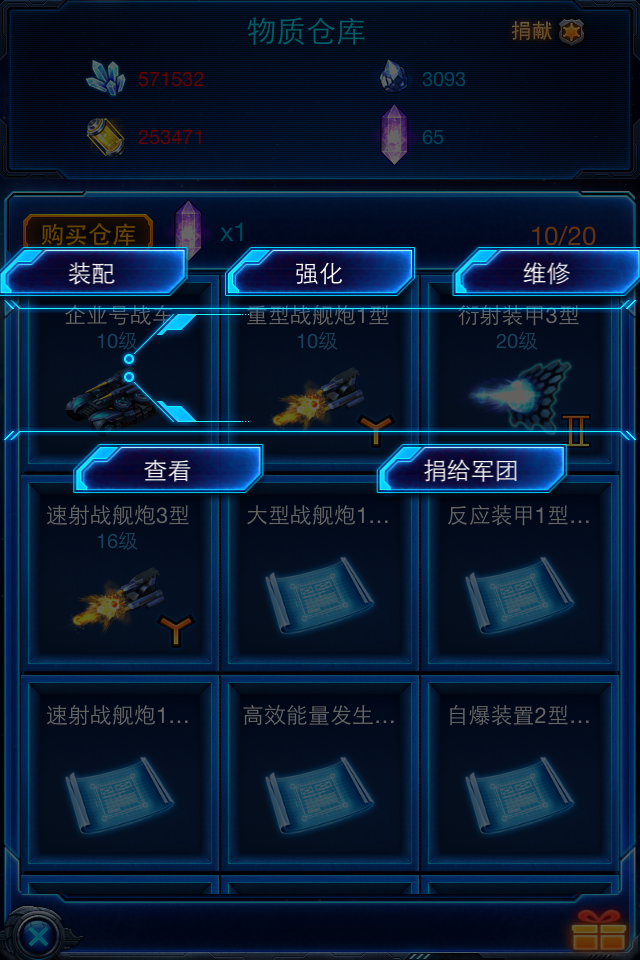 物质仓库
捐献
571532
3093
253471
65
购买仓库
x1
10/20
装配
强化
维修
企业号战车
重型战舰炮1型
衍射装甲3型
10级
10级
20级
查看
捐给军团
速射战舰炮3型
大型战舰炮1...
反应装甲1型...
16级
速射战舰炮1...
高效能量发生...
自爆装置2型...